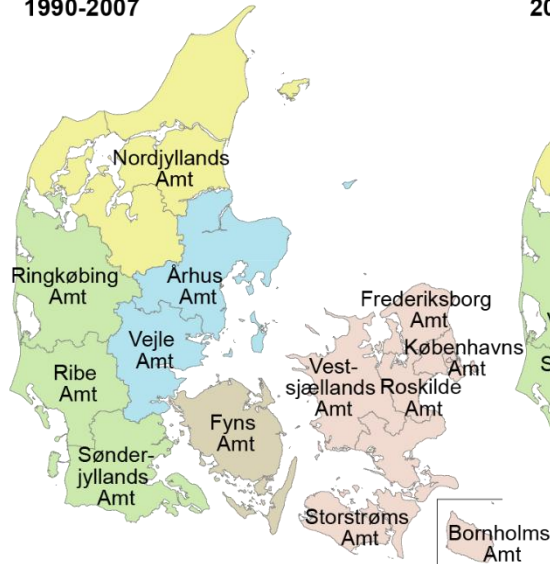 1990-2007
20
Nordjyllands
Amt
Ringkøbing
Amt
Århus
Amt
Frederiksborg
Amt
Vejle
Amt
Københavns
Amt
Ribe
Amt
Vest-
sjællands
Amt
Roskilde
Amt
Fyns
Amt
Sønder-
jyllands
Amt
Storstrøms
Amt
Bornholms
Amt
V
S